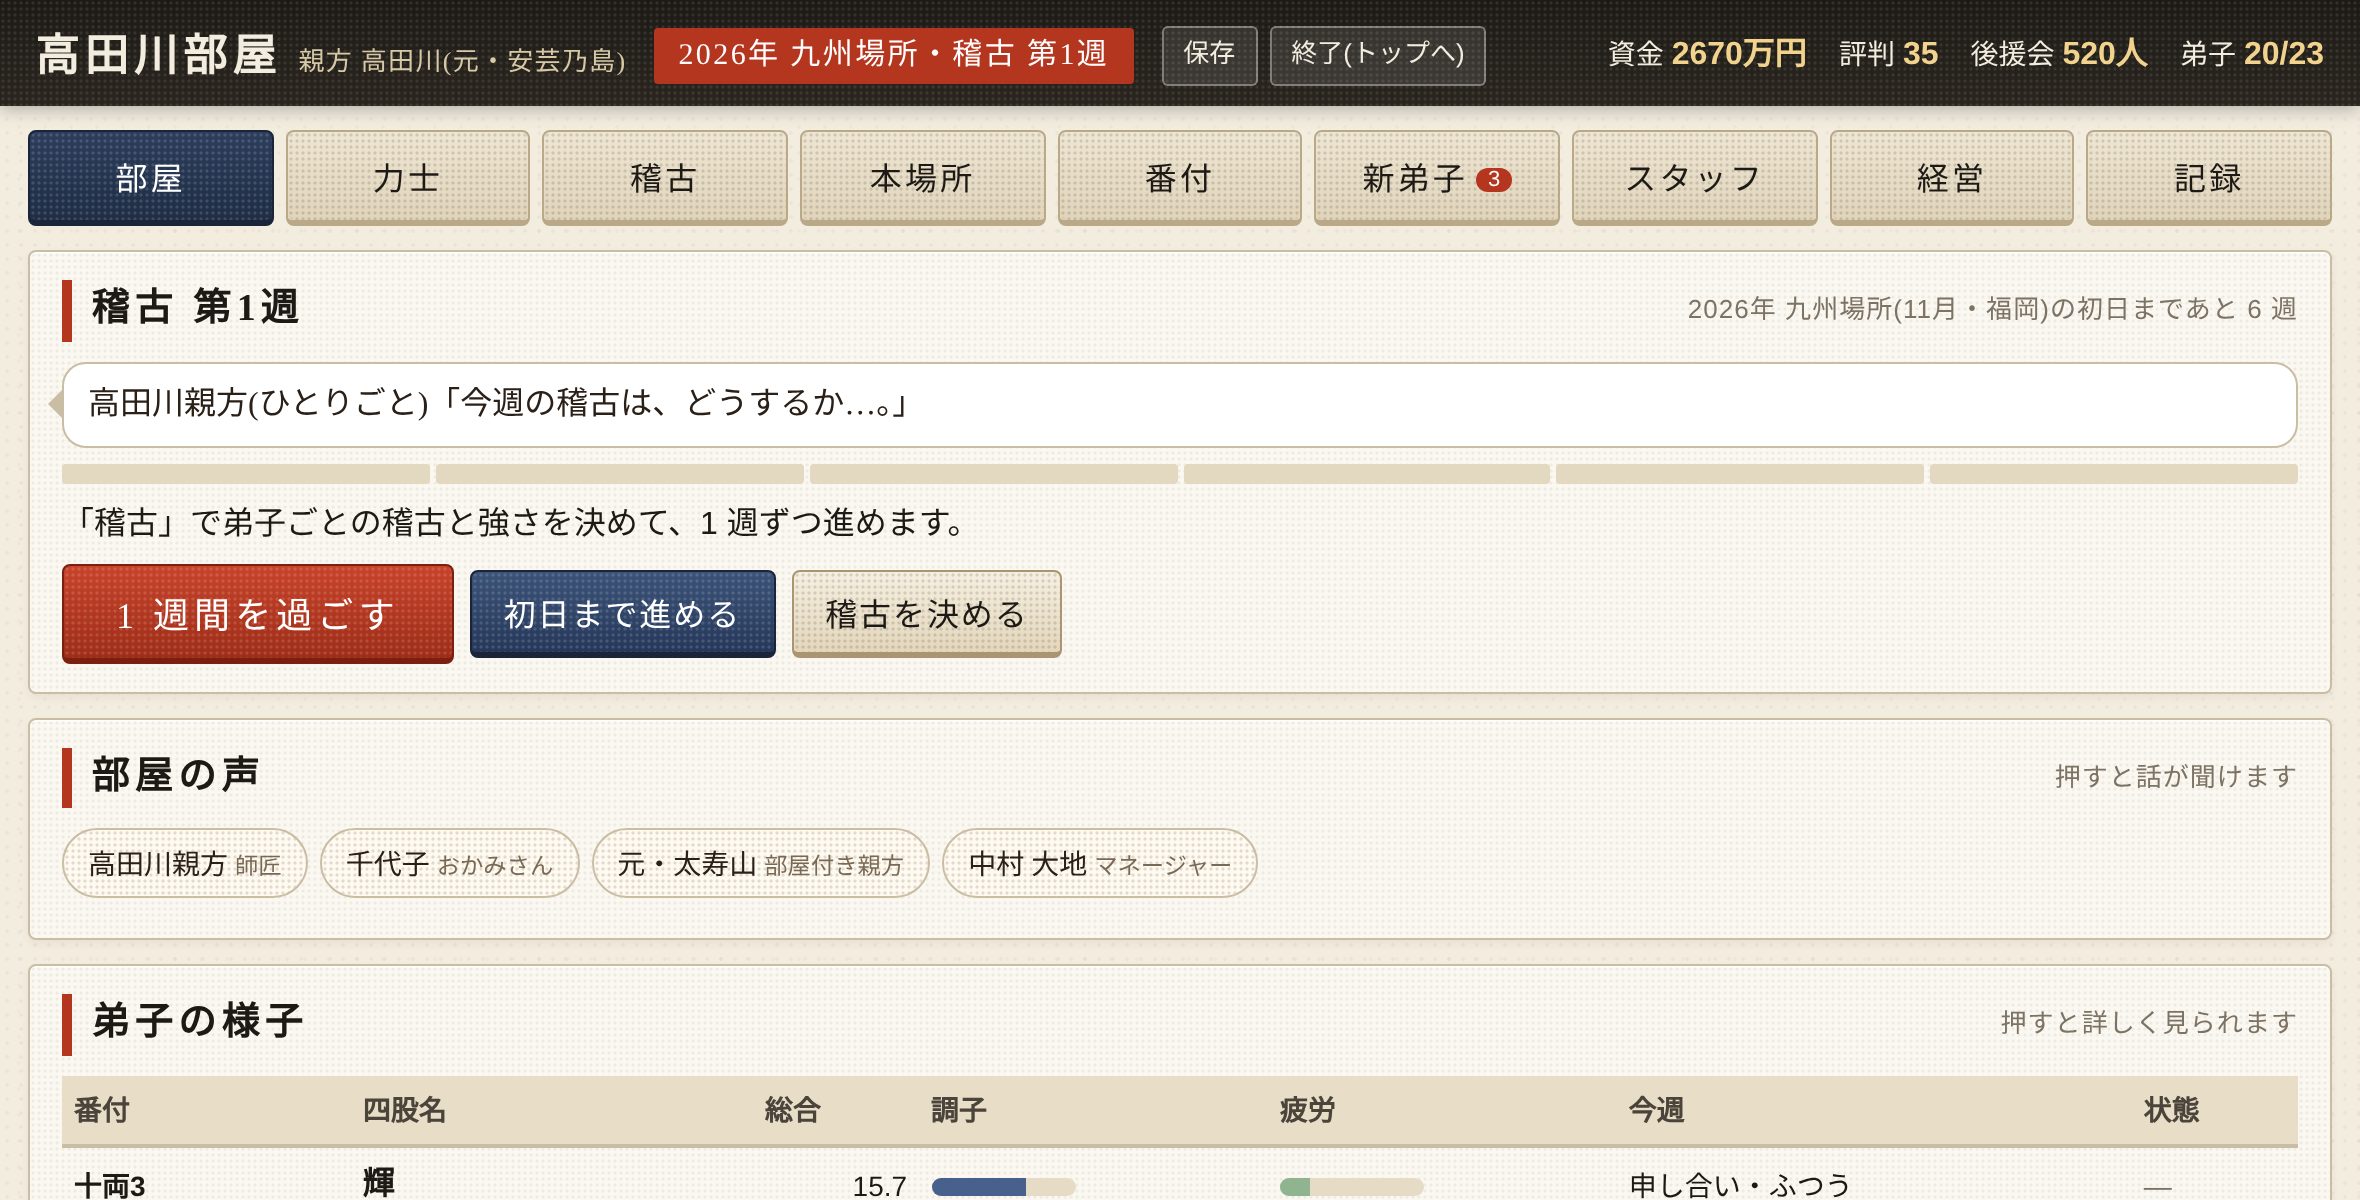 高田川部屋 親方 高田川(元・安芸乃島) 2026年 九州場所・稽古 第1週 保存 終了(トップへ) 資金 2670万円 評判 35 後援会 520人 弟子 20/23
部屋 力士 稽古 本場所 番付 新弟子 3 スタッフ 経営 記録
稽古 第1週 2026年 九州場所(11月・福岡)の初日まであと 6 週
高田川親方(ひとりごと)「今週の稽古は、どうするか…。」
「稽古」で弟子ごとの稽古と強さを決めて、1 週ずつ進めます。
1 週間を過ごす 初日まで進める 稽古を決める
部屋の声 押すと話が聞けます
高田川親方 師匠 千代子 おかみさん 元・太寿山 部屋付き親方 中村 大地 マネージャー
弟子の様子 押すと詳しく見られます
番付 四股名 総合 調子 疲労 今週 状態
十両3 輝 15.7 申し合い・ふつう —